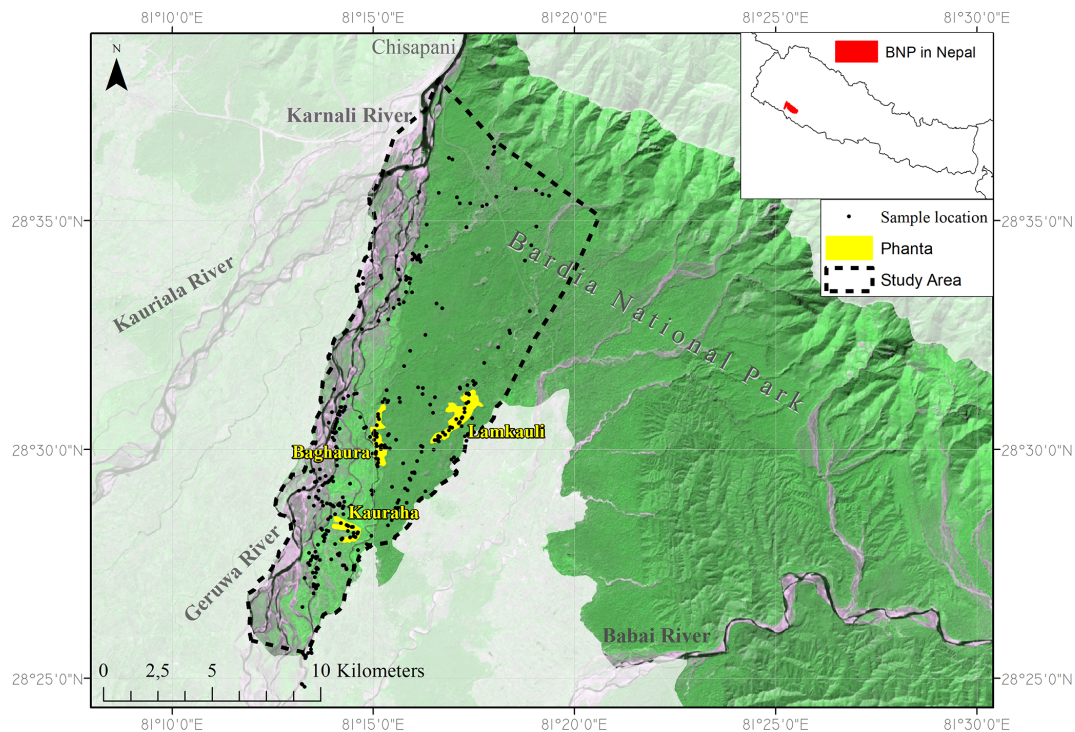 81°10'0"E
81°15'0"E
81°20'0"E
81°25'0"E
81°30'0"E
N
Chisapani
BNP in Nepal
Karnali River
28°35'0"N
28°35'0"N
Sample location
Phanta
Study Area
Bardia National Park
Kauriala River
Lamkauli
28°30'0"N
28°30'0"N
Baghaura
Kauraha
Geruwa River
Babai River
0 2,5 5 10 Kilometers
28°25'0"N
28°25'0"N
81°10'0"E
81°15'0"E
81°20'0"E
81°25'0"E
81°30'0"E